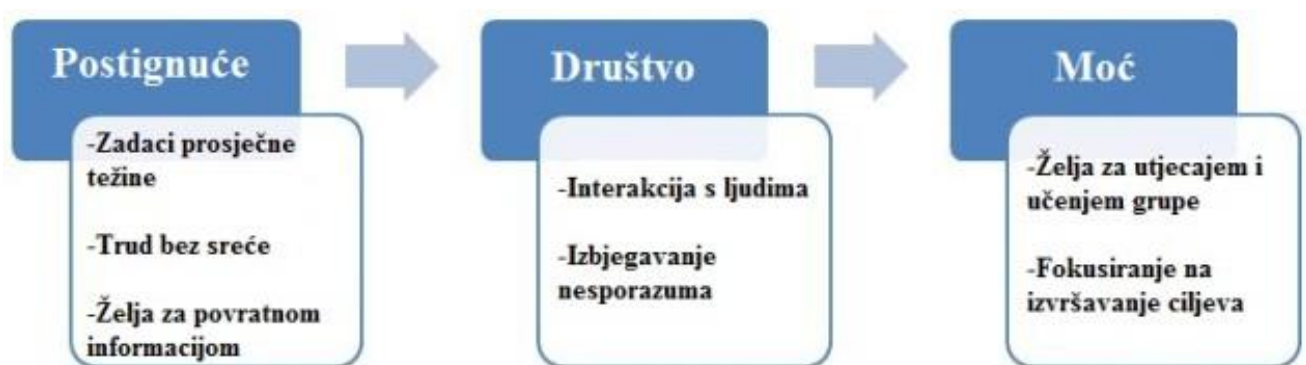 Postignuće
-Zadaci prosječne
težine
-Trud bez sreće
-Želja za povratnom
informacijom
Društvo
-Interakcija s ljudima
-Izbjegavanje
nesporazuma
Moć
-Želja za utjecajem i
učenjem grupe
-Fokusiranje na
izvršavanje ciljeva